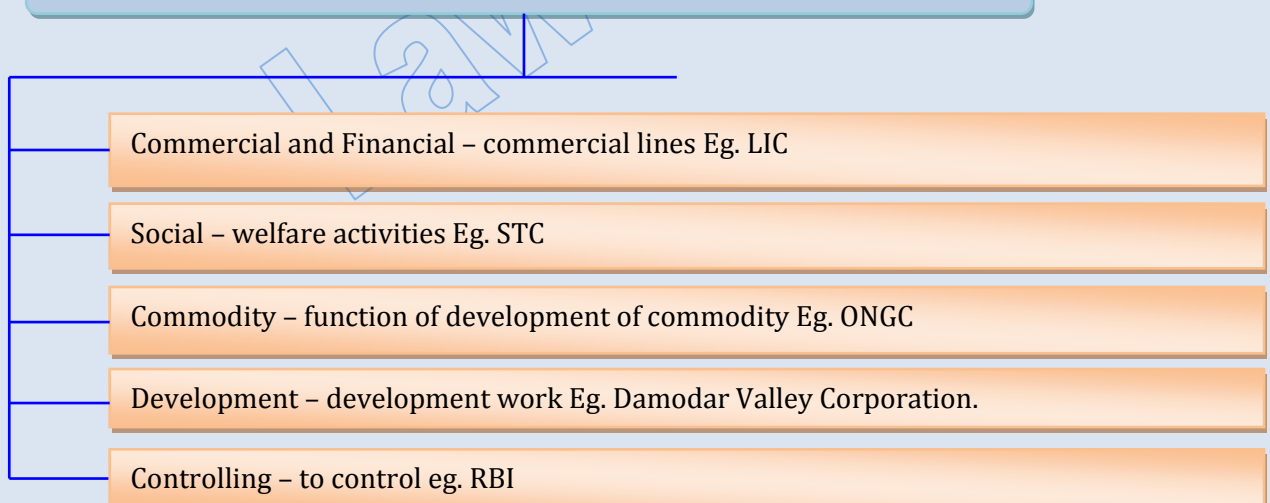 Commercial and Financial – commercial lines Eg. LIC
Social – welfare activities Eg. STC
Commodity – function of development of commodity Eg. ONGC
Development – development work Eg. Damodar Valley Corporation.
Controlling – to control eg. RBI